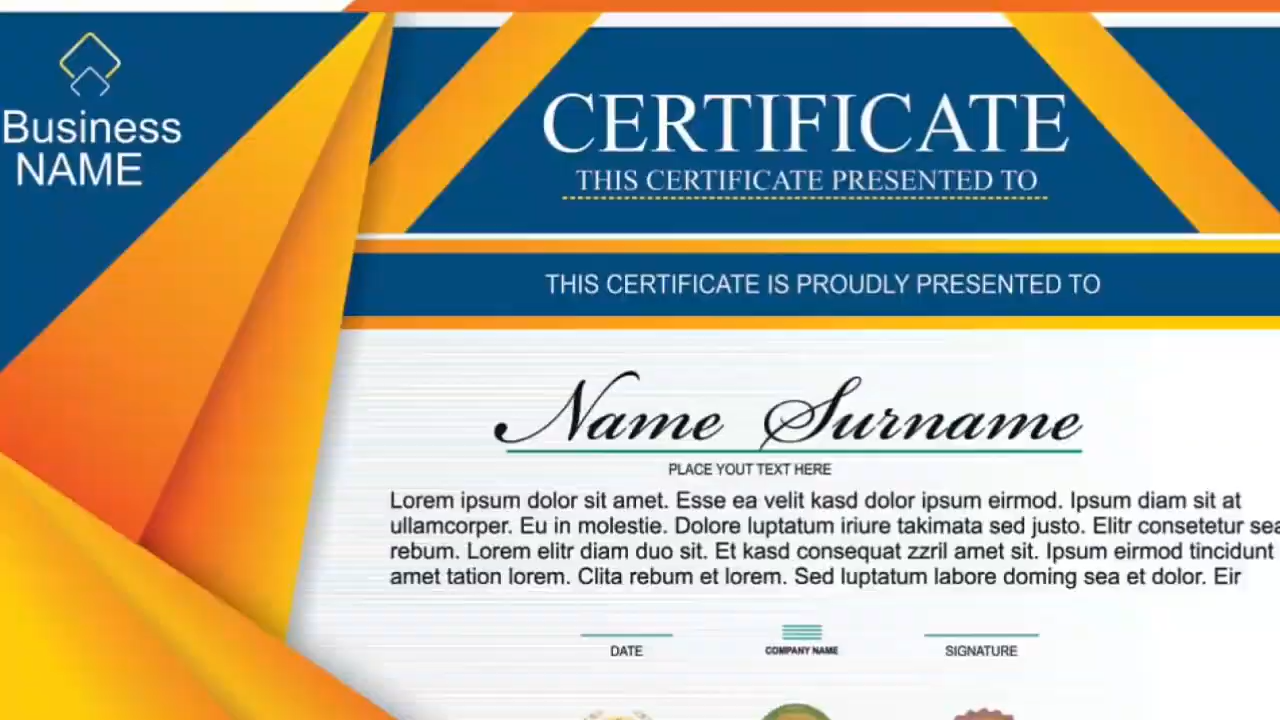 Business
NAME
CERTIFICATE
THIS CERTIFICATE PRESENTED TO
THIS CERTIFICATE IS PROUDLY PRESENTED TO
Name Surname
PLACE YOUT TEXT HERE
Lorem ipsum dolor sit amet. Esse ea velit kasd dolor ipsum eirmod. Ipsum diam sit at
ullamcorper. Eu in molestie. Dolore luptatum iriure takimata sed justo. Elitr consetetur sea
rebum. Lorem elitr diam duo sit. Et kasd consequat zzril amet sit. Ipsum eirmod tincidunt
amet tation lorem. Clita rebum et lorem. Sed luptatum labore doming sea et dolor. Eir
DATE
COMPANY NAME
SIGNATURE